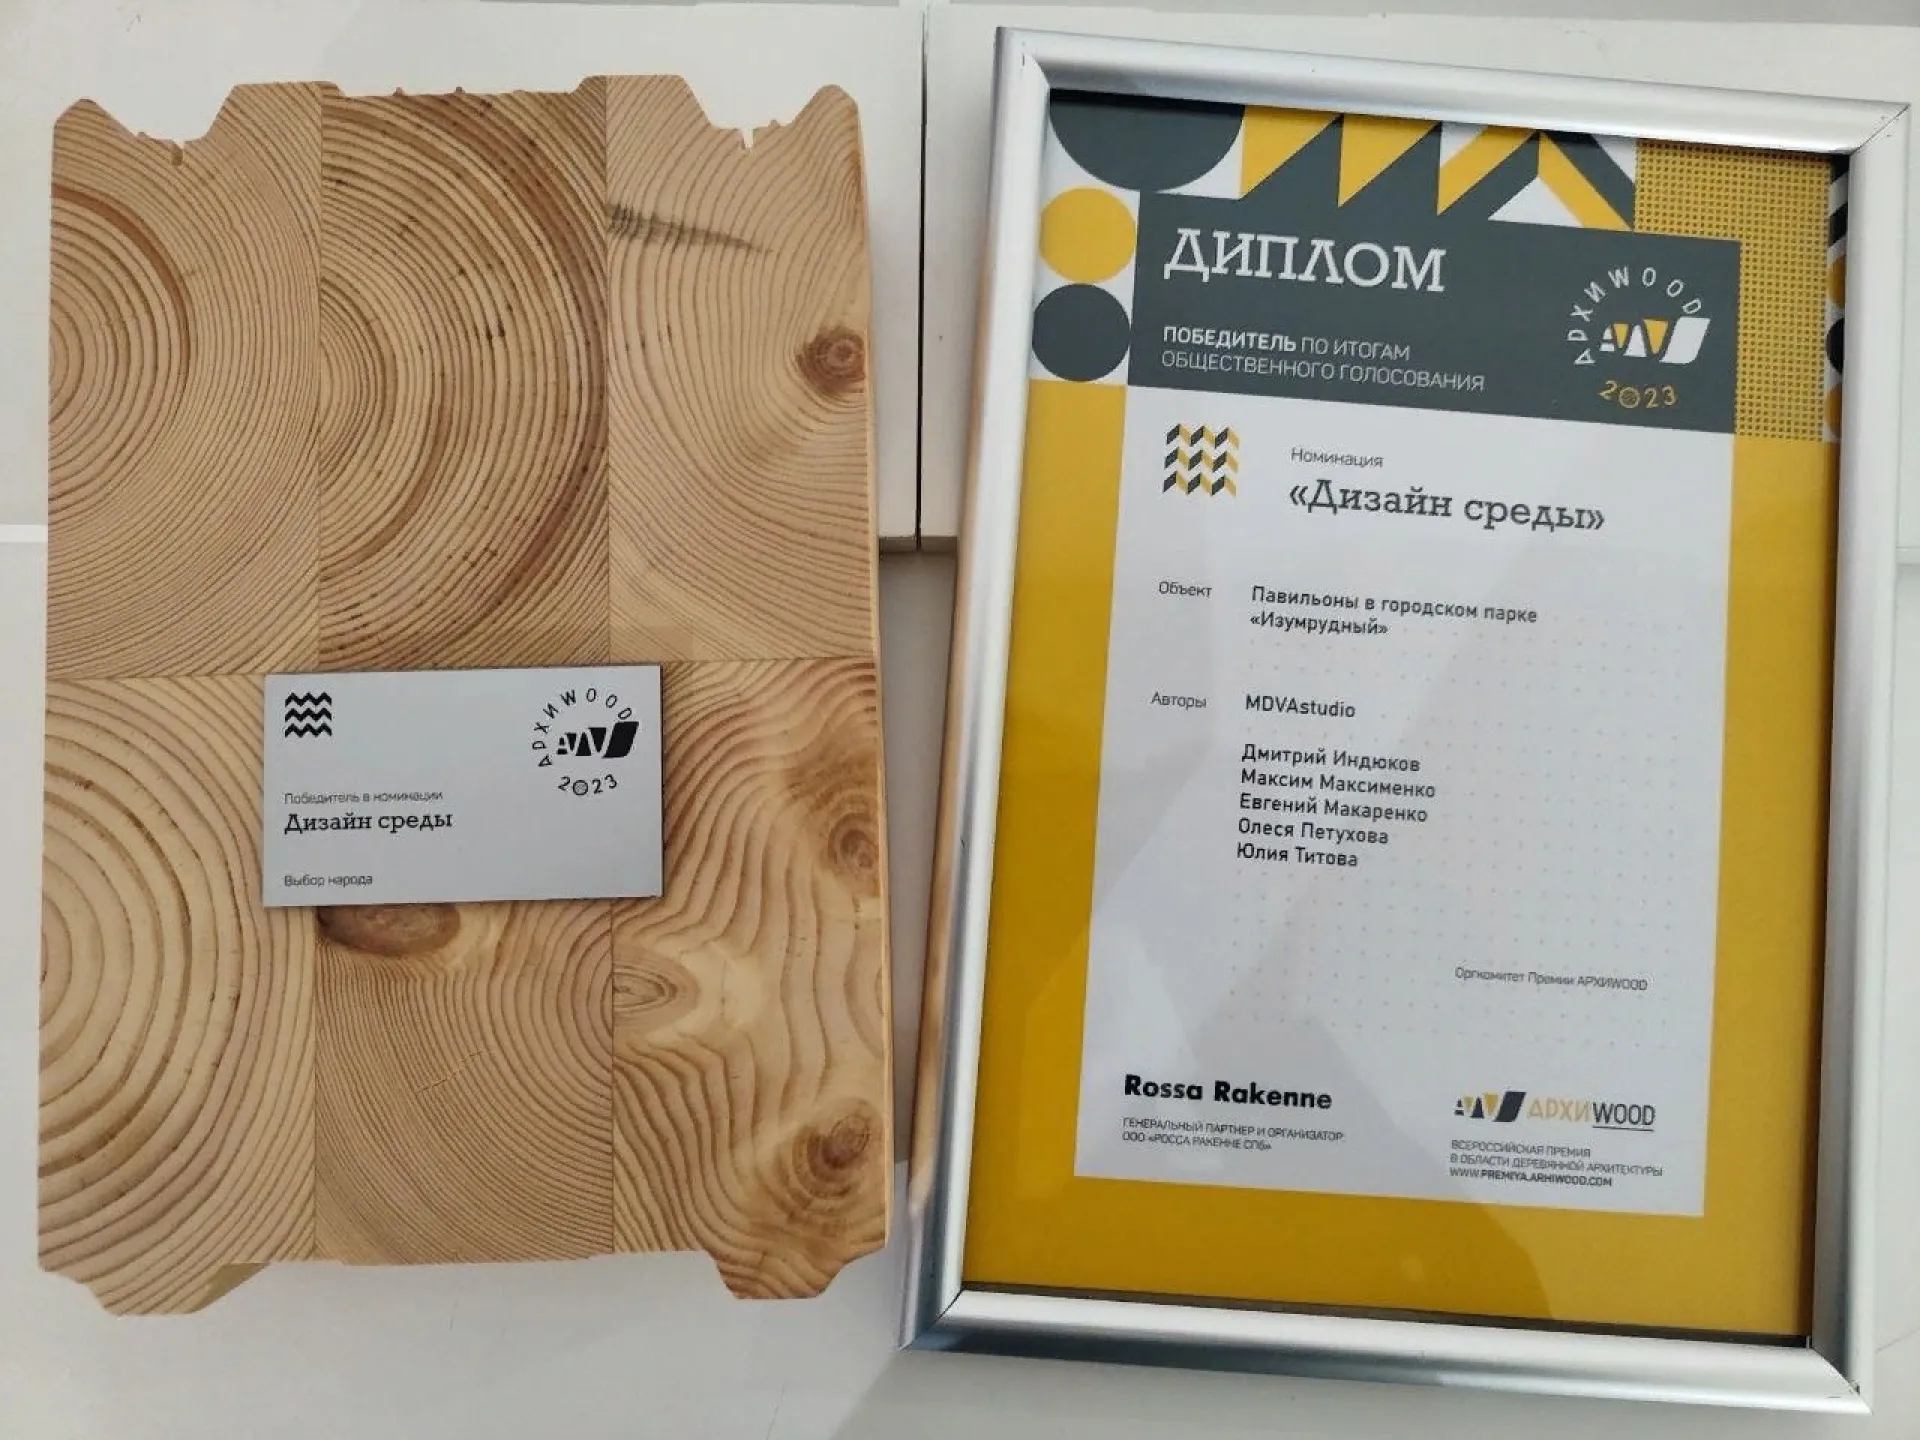 АРХИWOOD
2023
Победитель в номинации
Дизайн среды
Выбор народа
ДИПЛОМ
ПОБЕДИТЕЛЬ ПО ИТОГАМ
ОБЩЕСТВЕННОГО ГОЛОСОВАНИЯ
АРХИWOOD
2023
Номинация
«Дизайн среды»
Объект
Павильоны в городском парке
«Изумрудный»
Авторы
MDVAstudio
Дмитрий Индюков
Максим Максименко
Евгений Макаренко
Олеся Петухова
Юлия Титова
Оргкомитет Премии АРХИWOOD
Rossa Rakenne
ГЕНЕРАЛЬНЫЙ ПАРТНЕР И ОРГАНИЗАТОР:
ООО «РОССА РАКЕННЕ СПб»
АРХИWOOD
ВСЕРОССИЙСКАЯ ПРЕМИЯ
В ОБЛАСТИ ДЕРЕВЯННОЙ АРХИТЕКТУРЫ
WWW.PREMIYA.ARHIWOOD.COM